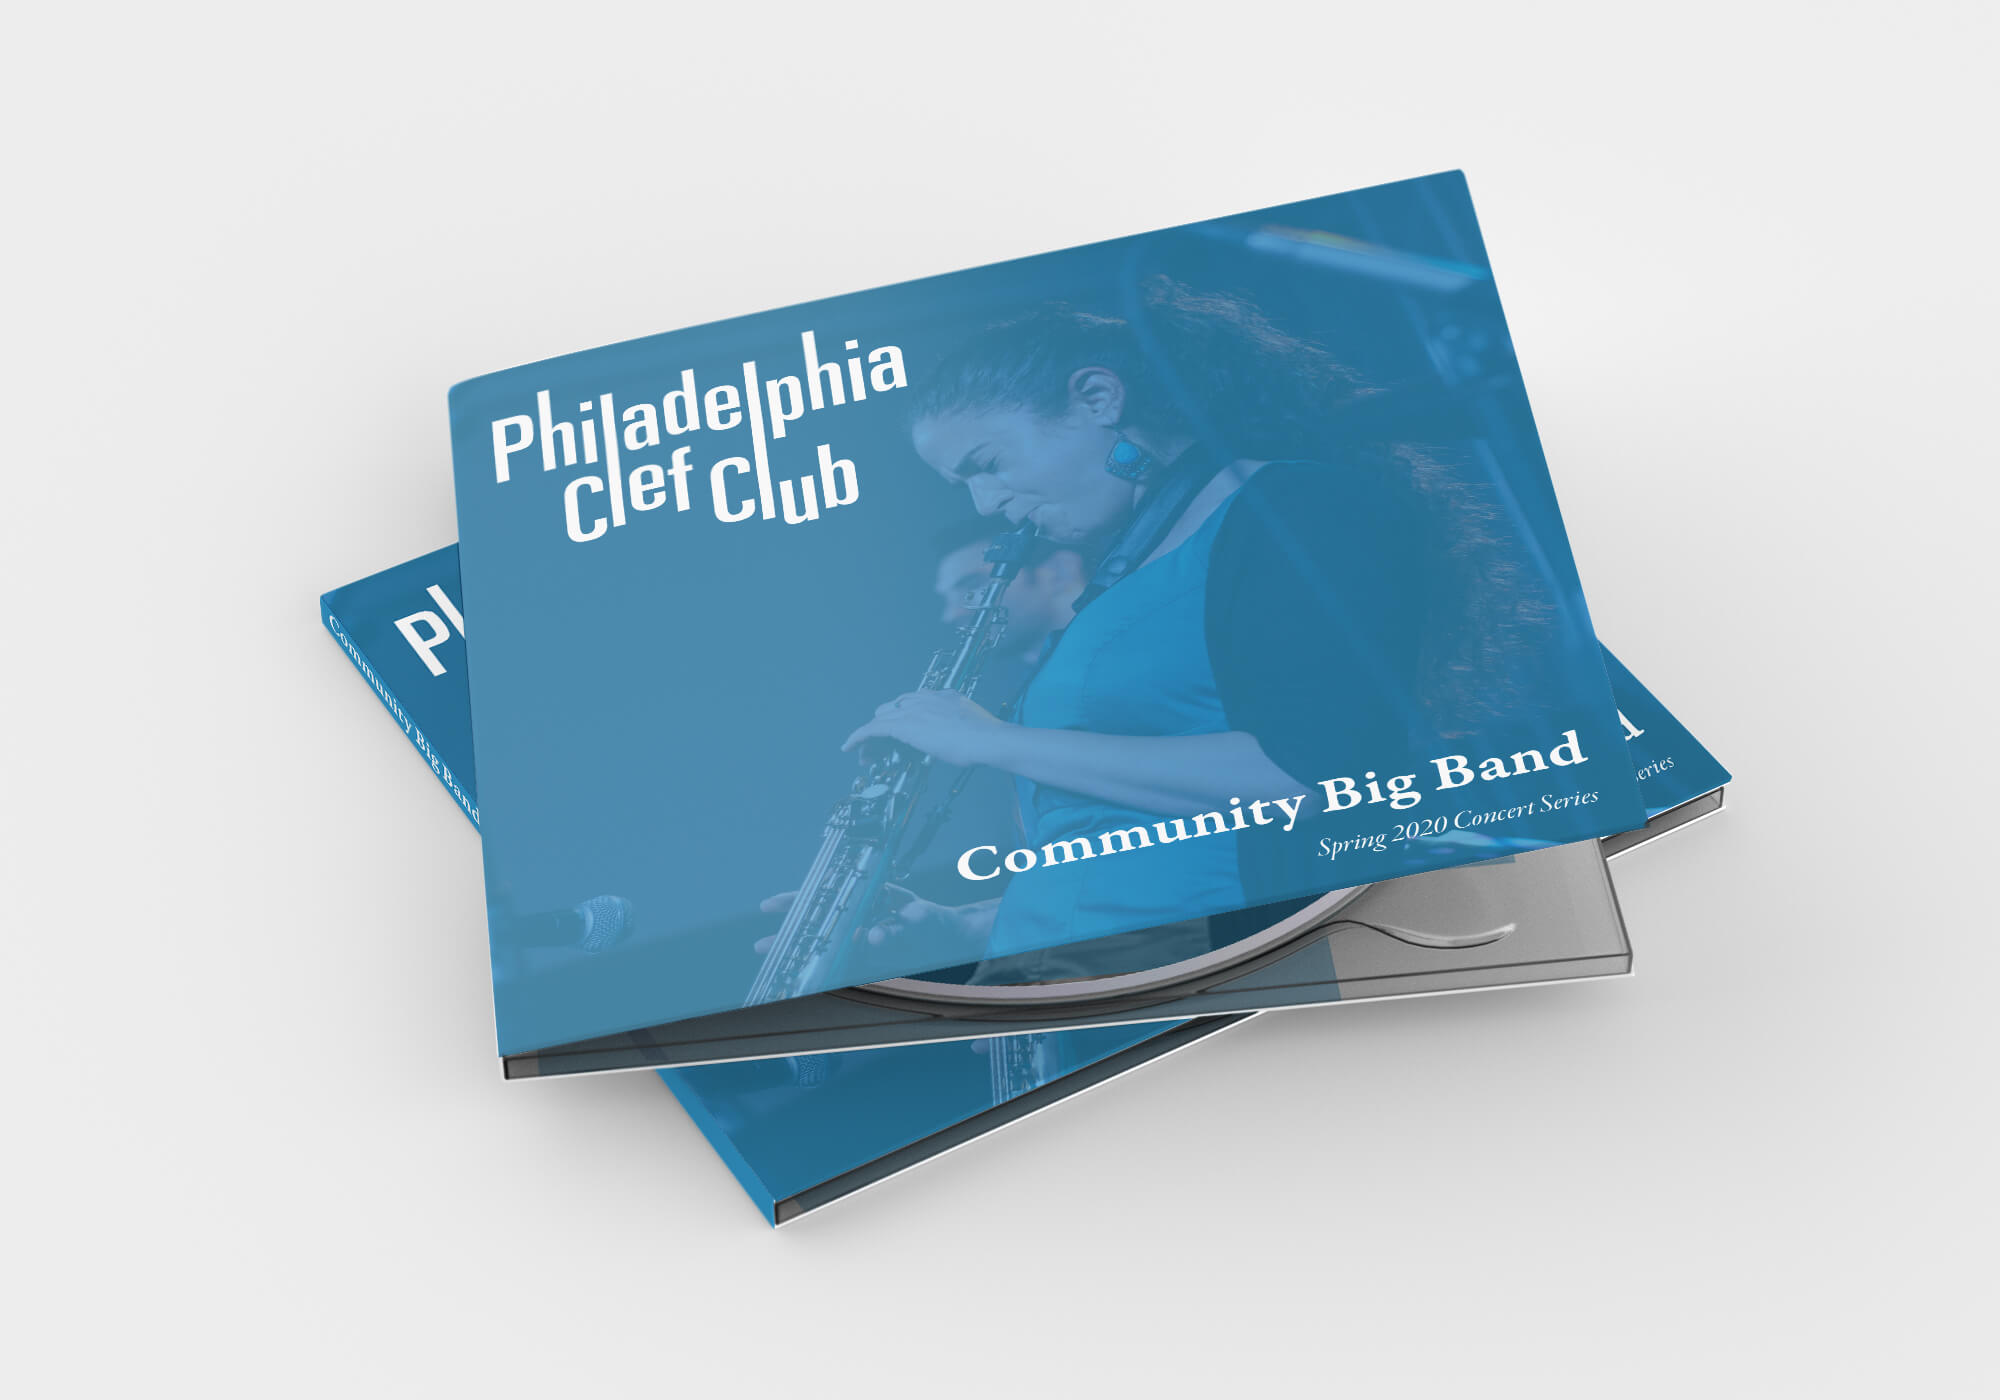 Philadelphia
Clef Club
Community Big Band
Spring 2020 Concert Series
Community Big Band